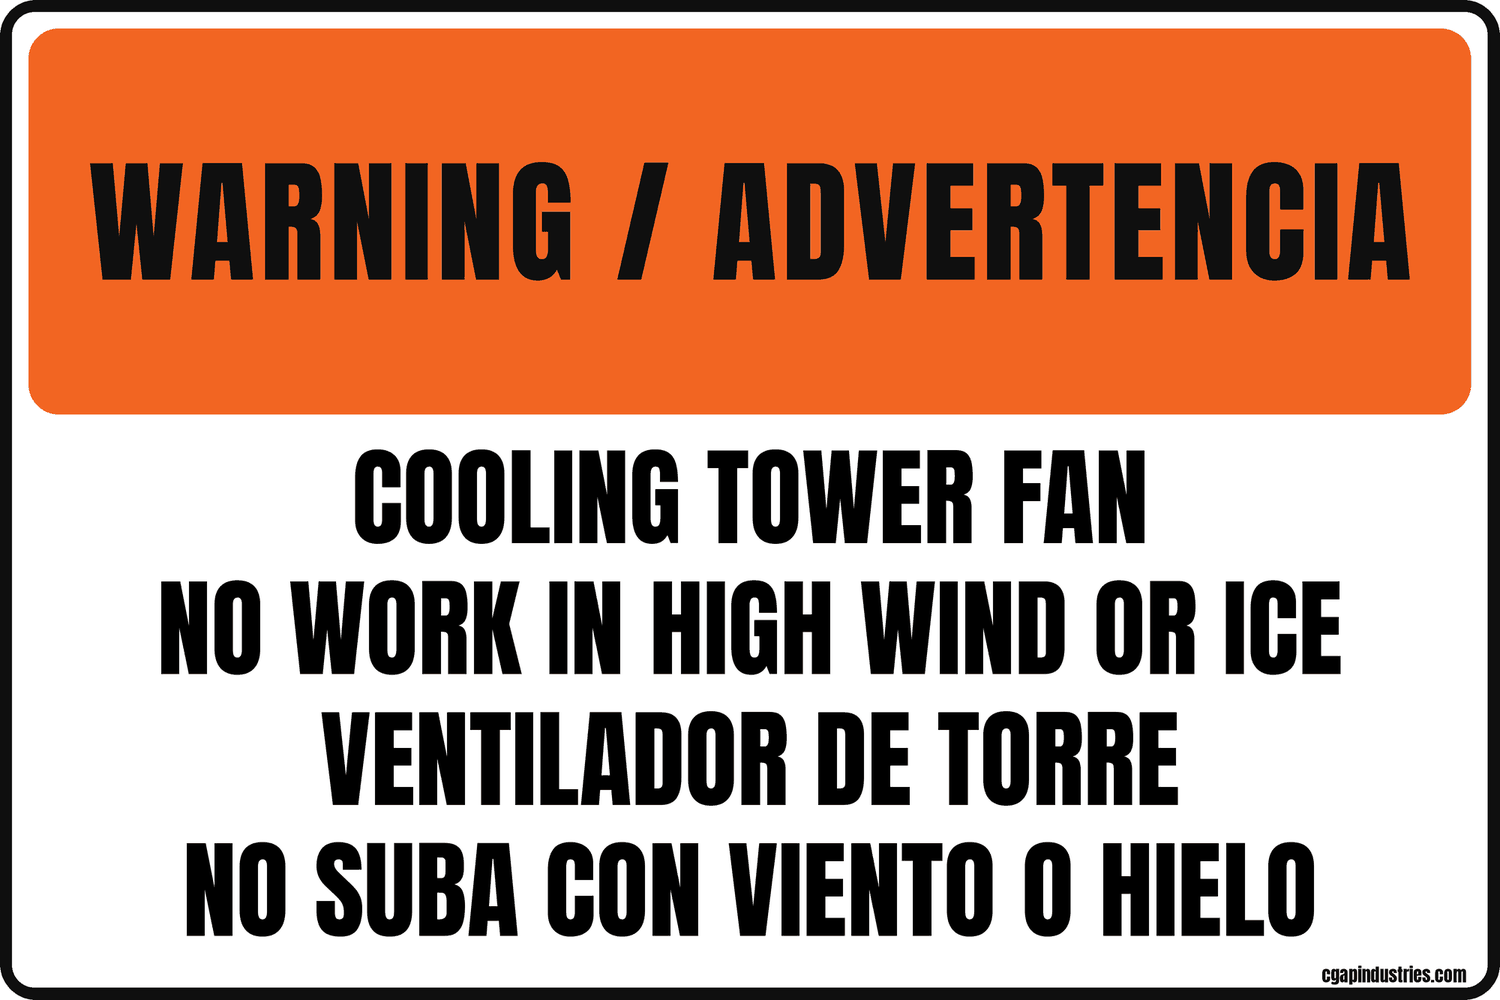 WARNING / ADVERTENCIA
COOLING TOWER FAN
NO WORK IN HIGH WIND OR ICE
VENTILADOR DE TORRE
NO SUBA CON VIENTO O HIELO
cgapindustries.com